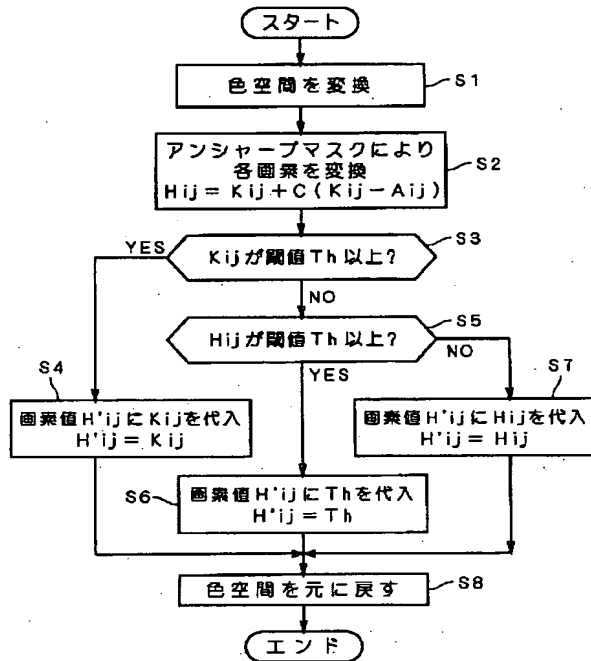 スタート
色空間を変換
S1
アンシャープマスクにより
各画素を変換
Hij=Kij+C(Kij-Aij)
S2
Kijが閾値Th以上?
S3
YES
NO
Hijが閾値Th以上?
S5
YES
NO
S4
画素値H'ijにKijを代入
H'ij=Kij
S7
画素値H'ijにHijを代入
H'ij=Hij
S6
画素値H'ijにThを代入
H'ij=Th
色空間を元に戻す
S8
エンド